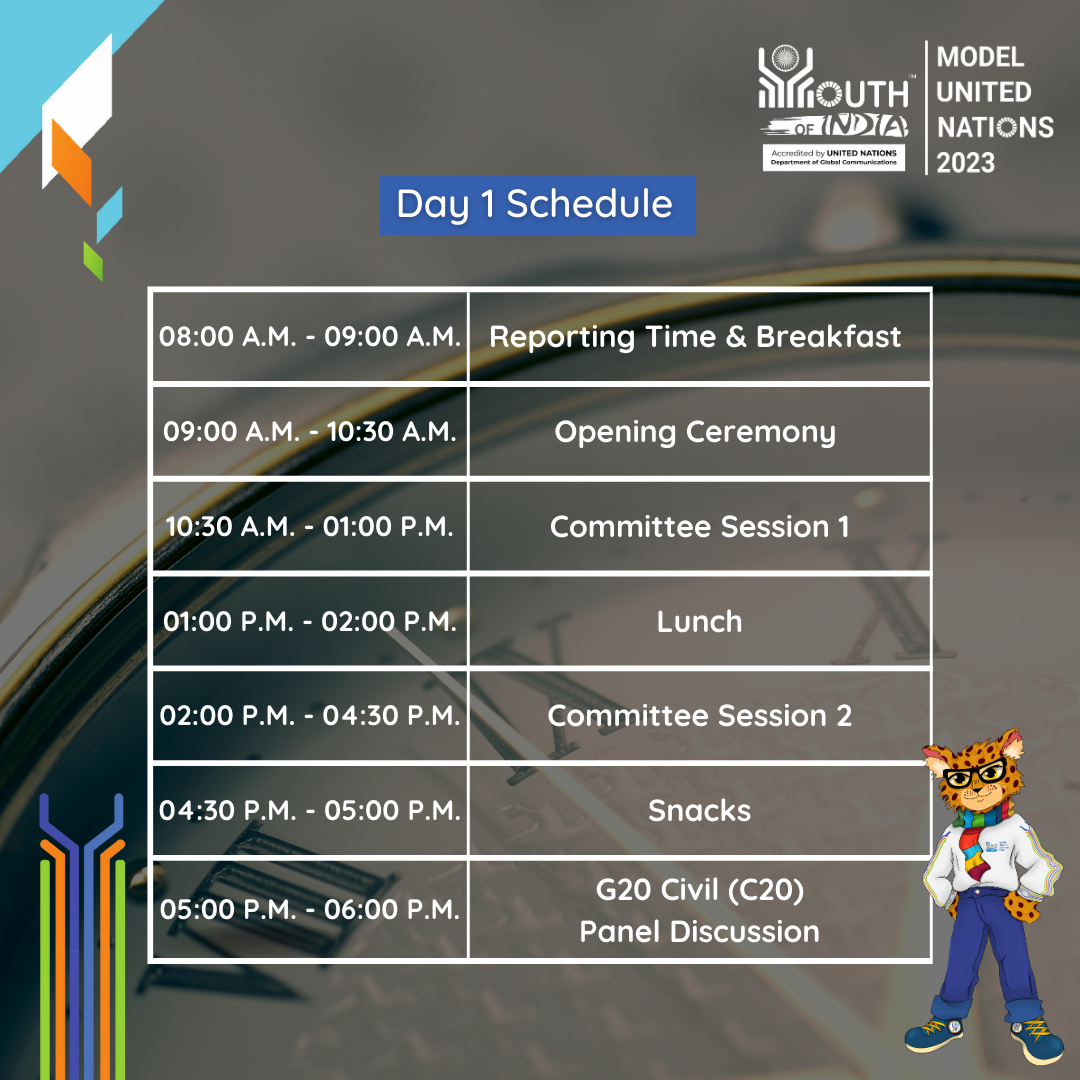 YOUTH™
OF INDIA
Accredited by UNITED NATIONS
Department of Global Communications
MODEL
UNITED
NATIONS
2023
Day 1 Schedule
08:00 A.M. - 09:00 A.M. Reporting Time & Breakfast
09:00 A.M. - 10:30 A.M. Opening Ceremony
10:30 A.M. - 01:00 P.M. Committee Session 1
01:00 P.M. - 02:00 P.M. Lunch
02:00 P.M. - 04:30 P.M. Committee Session 2
04:30 P.M. - 05:00 P.M. Snacks
05:00 P.M. - 06:00 P.M. G20 Civil (C20)
Panel Discussion